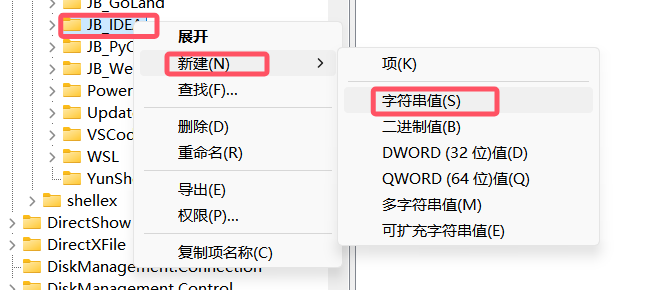 JB_GoLand
JB_IDEA
JB_PyC
JB_We
Power
Update
VSCod
WSL
YunSh
shellex
DirectShow
DirectXFile
DiskManagement.Connection
DiskManagement.Control
展开
新建(N)
查找(F)...
删除(D)
重命名(R)
导出(E)
权限(P)...
复制项名称(C)
项(K)
字符串值(S)
二进制值(B)
DWORD (32 位)值(D)
QWORD (64 位)值(Q)
多字符串值(M)
可扩充字符串值(E)